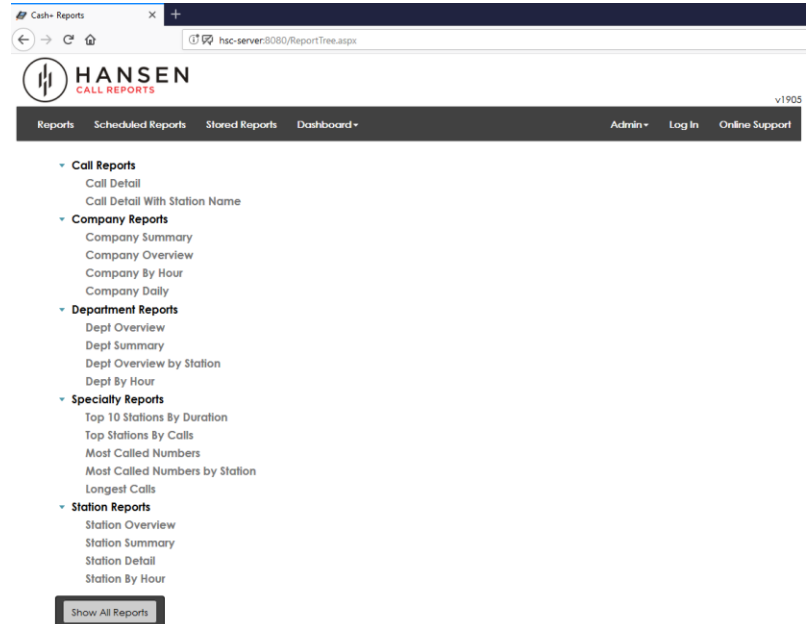 Cash+ Reports
hsc-server:8080/ReportTree.aspx
HANSEN
CALL REPORTS
v1905
Reports Scheduled Reports Stored Reports Dashboard Admin Log In Online Support
Call Reports
Call Detail
Call Detail With Station Name
Company Reports
Company Summary
Company Overview
Company By Hour
Company Daily
Department Reports
Dept Overview
Dept Summary
Dept Overview by Station
Dept By Hour
Specialty Reports
Top 10 Stations By Duration
Top Stations By Calls
Most Called Numbers
Most Called Numbers by Station
Longest Calls
Station Reports
Station Overview
Station Summary
Station Detail
Station By Hour
Show All Reports